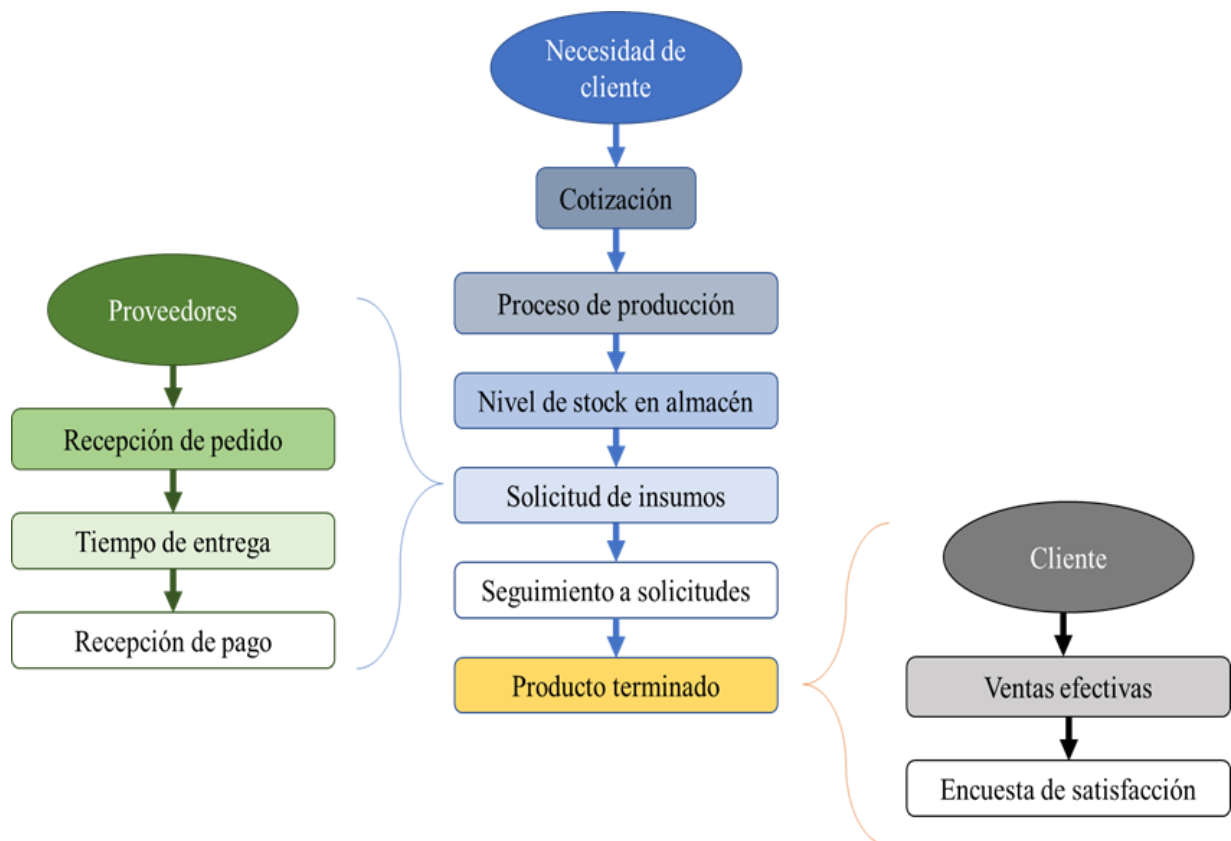 Necesidad de
cliente
Cotización
Proceso de producción
Nivel de stock en almacén
Solicitud de insumos
Seguimiento a solicitudes
Producto terminado
Proveedores
Recepción de pedido
Tiempo de entrega
Recepción de pago
Cliente
Ventas efectivas
Encuesta de satisfacción